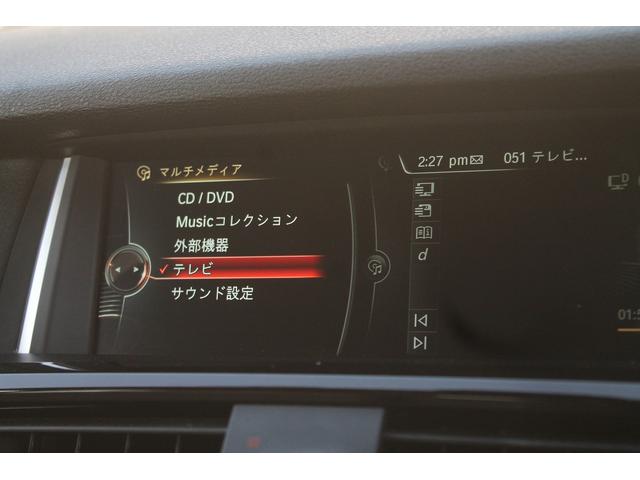 マルチメディア
CD / DVD
Musicコレクション
外部機器
✓ テレビ
サウンド設定
2:27 pm✉ 051 テレビ...
d
D